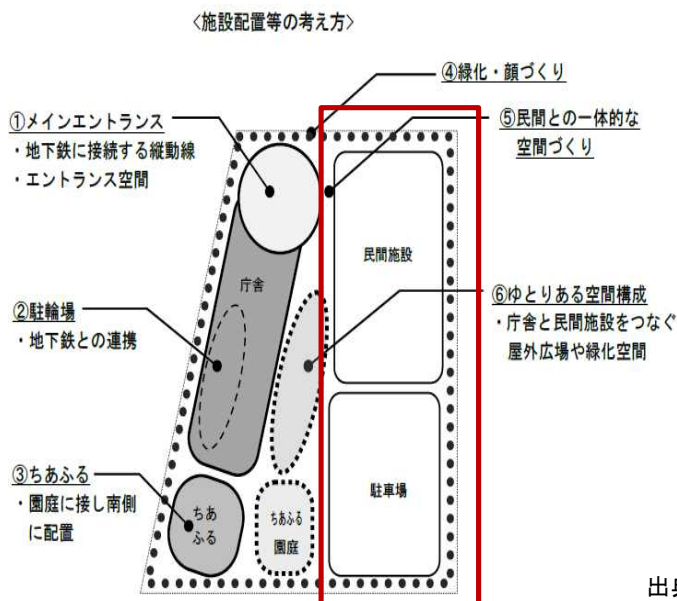 〈施設配置等の考え方〉
④緑化・顔づくり
①メインエントランス
・地下鉄に接続する縦動線
・エントランス空間
⑤民間との一体的な
空間づくり
庁舎
民間施設
②駐輪場
・地下鉄との連携
⑥ゆとりある空間構成
・庁舎と民間施設をつなぐ
屋外広場や緑化空間
③ちあふる
・園庭に接し南側
に配置
ちあ
ふる
ちあふる
園庭
駐車場
出